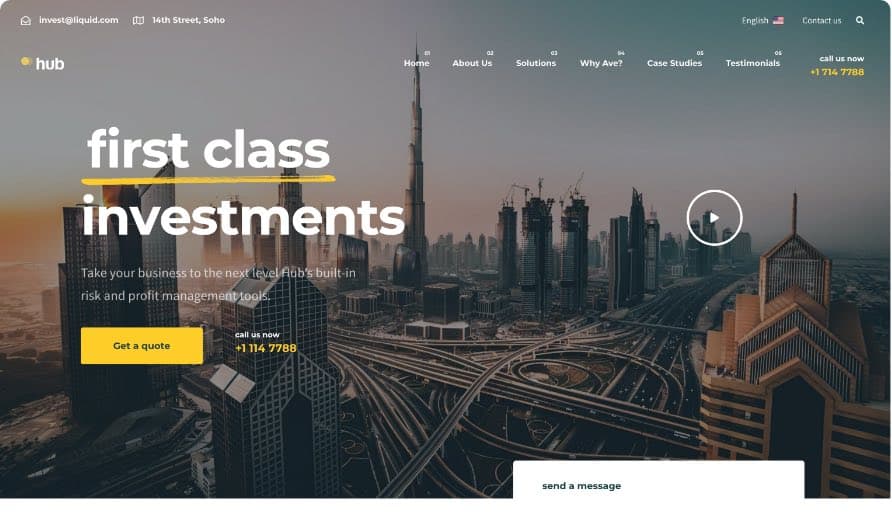 invest@liquid.com 14th Street, Soho English Contact us
hub
01 02 03 04 05 05
Home About Us Solutions Why Ave? Case Studies Testimonials
call us now
+1 714 7788
first class
investments
Take your business to the next level Hub's built-in
risk and profit management tools.
Get a quote
call us now
+1 114 7788
send a message